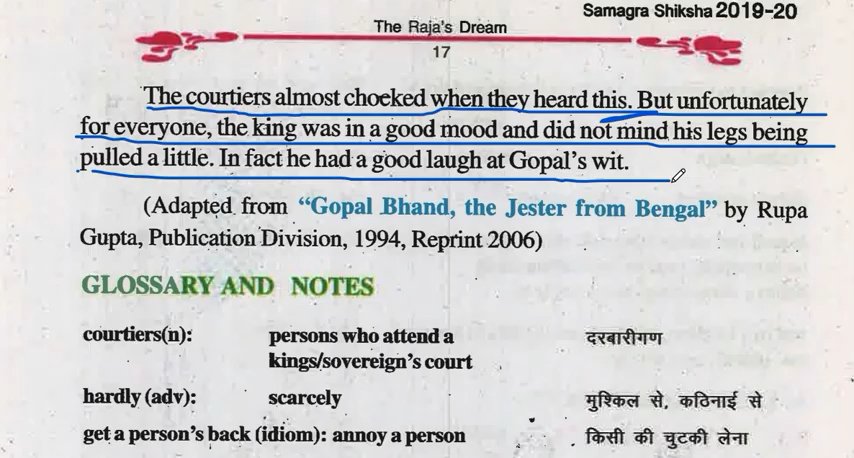 Samagra Shiksha 2019-20
The Raja's Dream
17
The courtiers almost choeked when they heard this. But unfortunately
for everyone, the king was in a good mood and did not mind his legs being
pulled a little. In fact he had a good laugh at Gopal's wit.
(Adapted from “Gopal Bhand, the Jester from Bengal” by Rupa
Gupta, Publication Division, 1994, Reprint 2006)
GLOSSARY AND NOTES
courtiers(n): persons who attend a दरबारीगण
kings/sovereign's court
hardly (adv): scarcely मुश्किल से, कठिनाई से
get a person's back (idiom): annoy a person किसी की चुटकी लेना